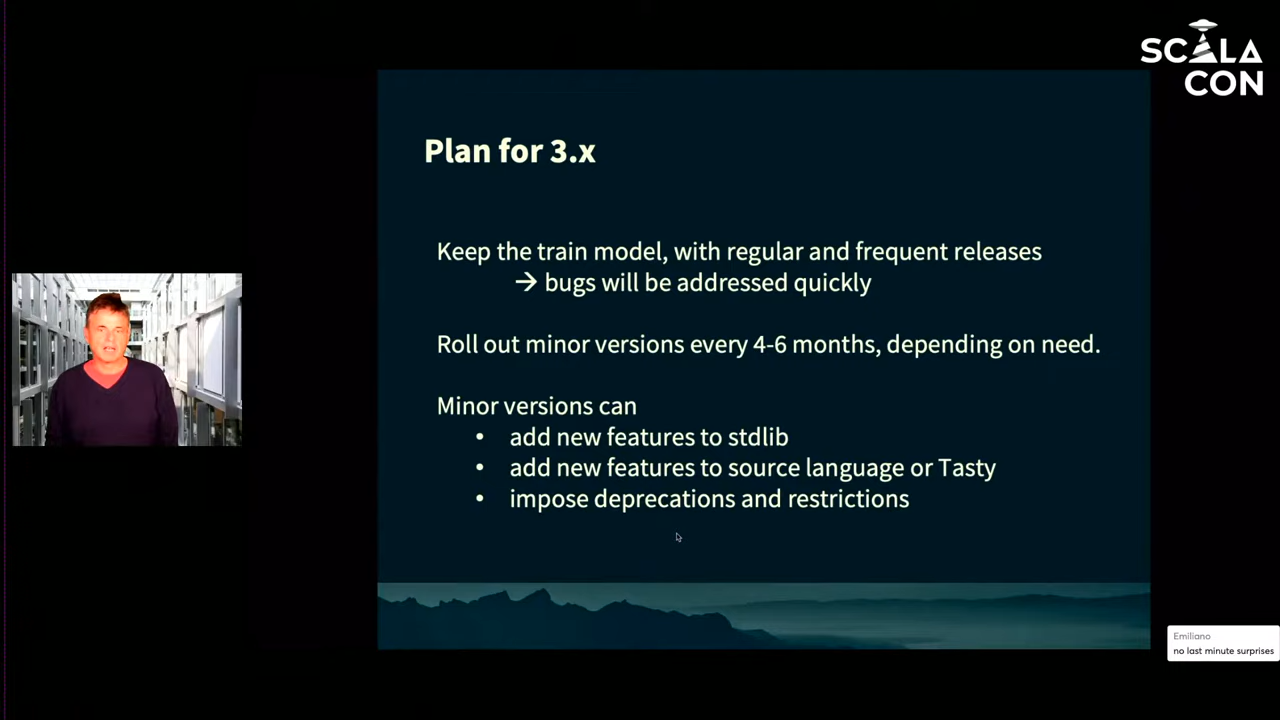 SCALA
CON
Plan for 3.x
Keep the train model, with regular and frequent releases
→ bugs will be addressed quickly
Roll out minor versions every 4-6 months, depending on need.
Minor versions can
• add new features to stdlib
• add new features to source language or Tasty
• impose deprecations and restrictions
Emiliano
no last minute surprises